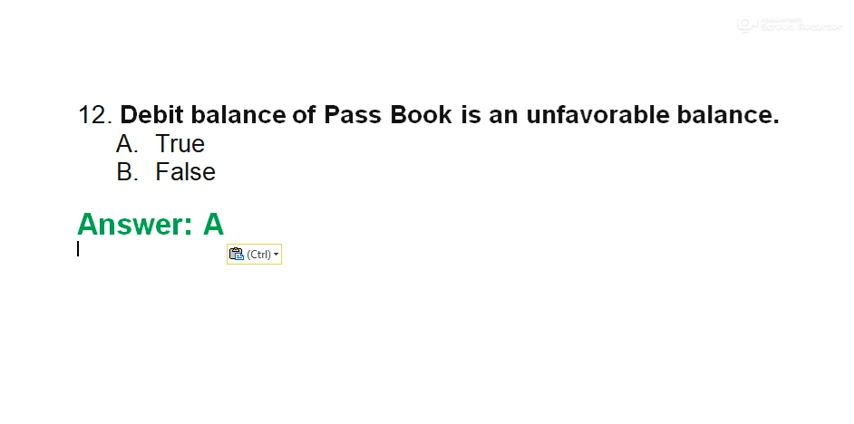 12. Debit balance of Pass Book is an unfavorable balance.
A. True
B. False
Answer: A
(Ctrl)